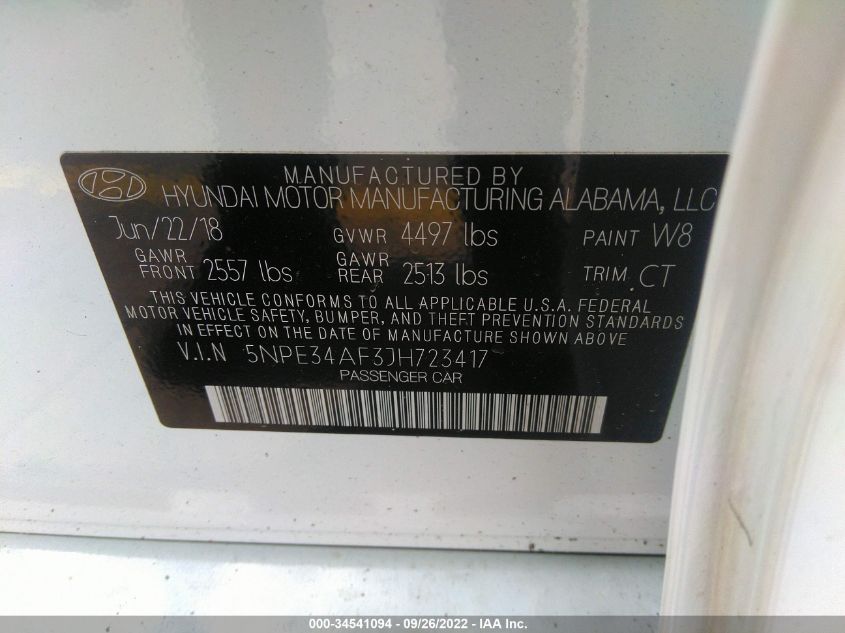 MANUFACTURED BY
HYUNDAI MOTOR MANUFACTURING ALABAMA, LLC
Jun/22/18 GVWR 4497 lbs PAINT W8
GAWR FRONT 2557 lbs GAWR REAR 2513 lbs TRIM CT
THIS VEHICLE CONFORMS TO ALL APPLICABLE U.S.A. FEDERAL
MOTOR VEHICLE SAFETY, BUMPER, AND THEFT PREVENTION STANDARDS
IN EFFECT ON THE DATE OF MANUFACTURE SHOWN ABOVE
V.I.N 5NPE34AF3JH723417
PASSENGER CAR
000-34541094 - 09/26/2022 - IAA Inc.